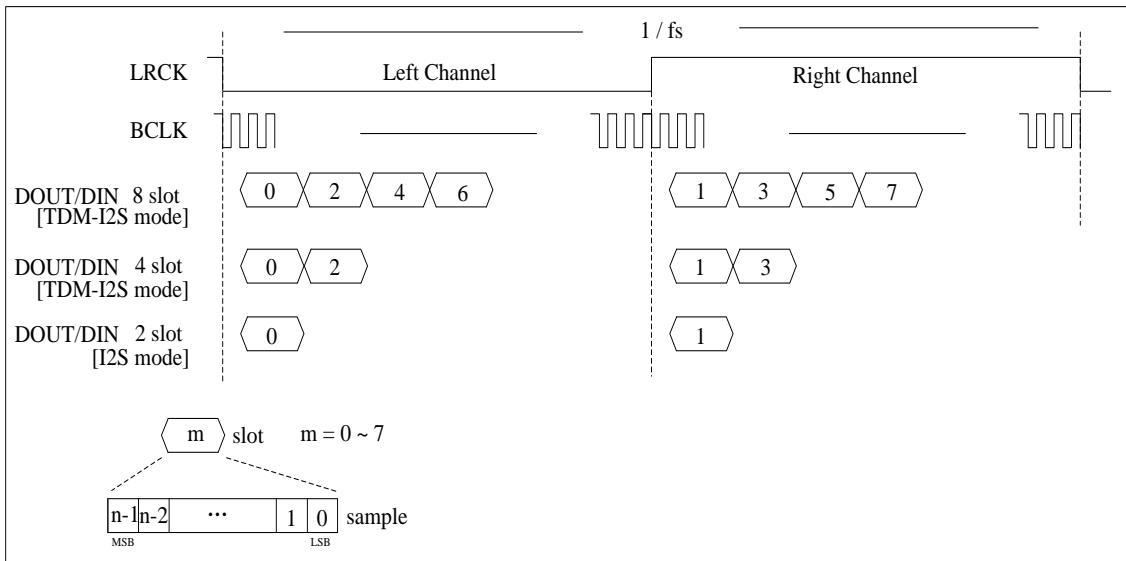 1 / fs
LRCK Left Channel Right Channel
BCLK
DOUT/DIN 8 slot 0 2 4 6 1 3 5 7
[TDM-I2S mode]
DOUT/DIN 4 slot 0 2 1 3
[TDM-I2S mode]
DOUT/DIN 2 slot 0 1
[I2S mode]
m slot m = 0 ~ 7
n-1 n-2 ... 1 0 sample
MSB LSB